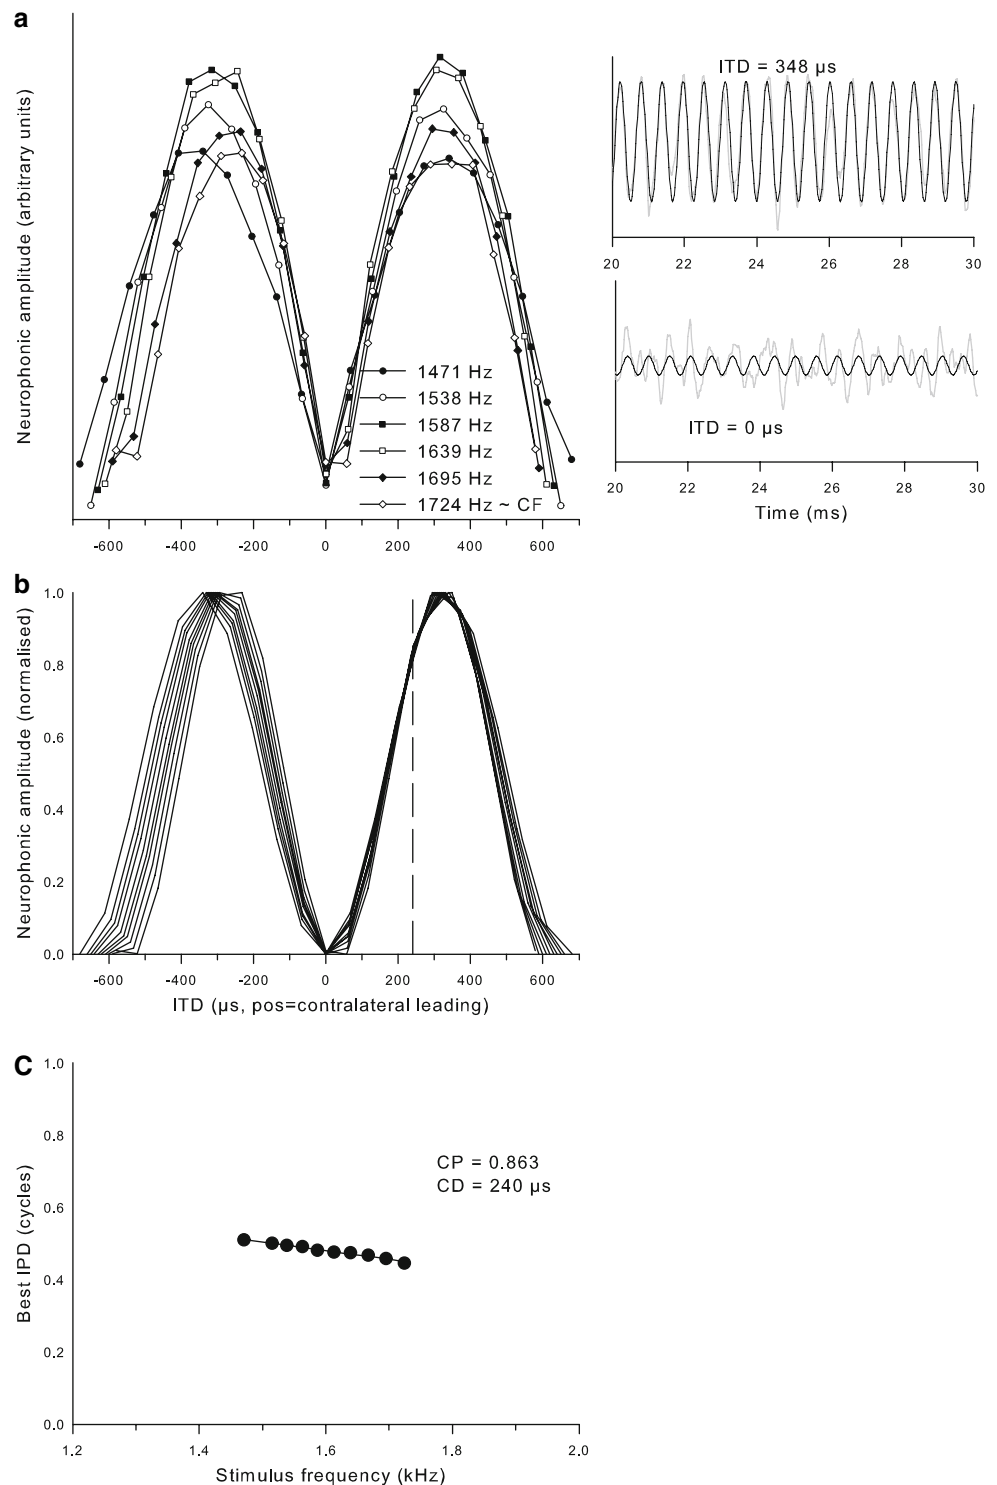 a
Neurophonic amplitude (arbitrary units)
1471 Hz
1538 Hz
1587 Hz
1639 Hz
1695 Hz
1724 Hz ~ CF
-600 -400 -200 0 200 400 600
ITD = 348 µs
20 22 24 26 28 30
ITD = 0 µs
20 22 24 26 28 30
Time (ms)
b
Neurophonic amplitude (normalised)
1.0
0.8
0.6
0.4
0.2
0.0
-600 -400 -200 0 200 400 600
ITD (µs, pos=contralateral leading)
C
Best IPD (cycles)
1.0
0.8
0.6
0.4
0.2
0.0
CP = 0.863
CD = 240 µs
1.2 1.4 1.6 1.8 2.0
Stimulus frequency (kHz)